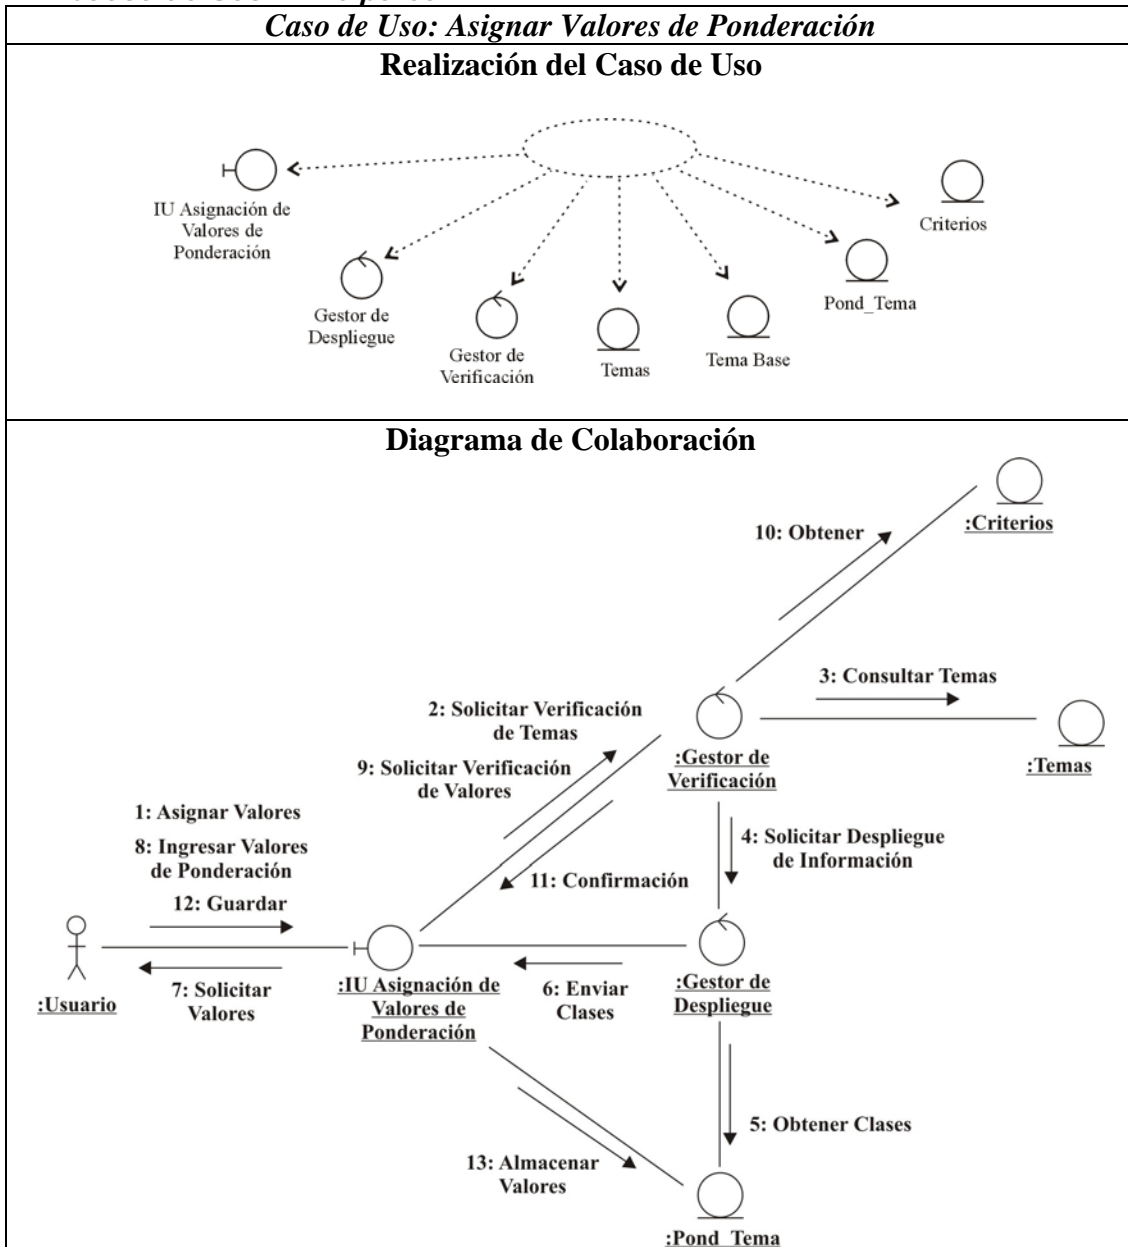 Caso de Uso: Asignar Valores de Ponderación
Realización del Caso de Uso
IU Asignación de
Valores de
Ponderación
Gestor de
Despliegue
Gestor de
Verificación
Temas
Tema Base
Pond_Tema
Criterios
Diagrama de Colaboración
10: Obtener
:Criterios
3: Consultar Temas
2: Solicitar Verificación
de Temas
9: Solicitar Verificación
de Valores
:Gestor de
Verificación
:Temas
1: Asignar Valores
8: Ingresar Valores
de Ponderación
12: Guardar
4: Solicitar Despliegue
de Información
11: Confirmación
:Usuario
7: Solicitar
Valores
:IU Asignación de
Valores de
Ponderación
6: Enviar
Clases
:Gestor de
Despliegue
5: Obtener Clases
13: Almacenar
Valores
:Pond_Tema